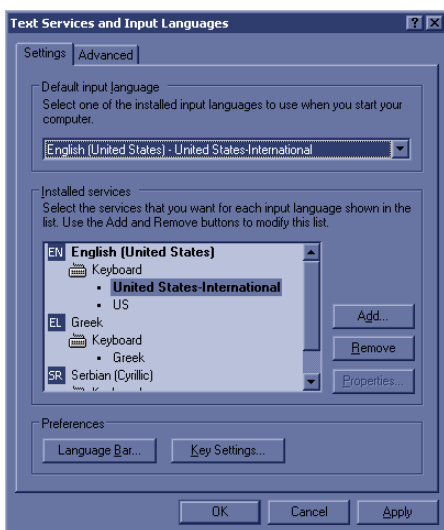 Text Services and Input Languages
Settings
Advanced
Default input language
Select one of the installed input languages to use when you start your
computer.
English (United States) - United States-International
Installed services
Select the services that you want for each input language shown in the
list. Use the Add and Remove buttons to modify this list.
EN English (United States)
Keyboard
• United States-International
• US
EL Greek
Keyboard
• Greek
SR Serbian (Cyrillic)
Add...
Remove
Properties...
Preferences
Language Bar...
Key Settings...
OK
Cancel
Apply